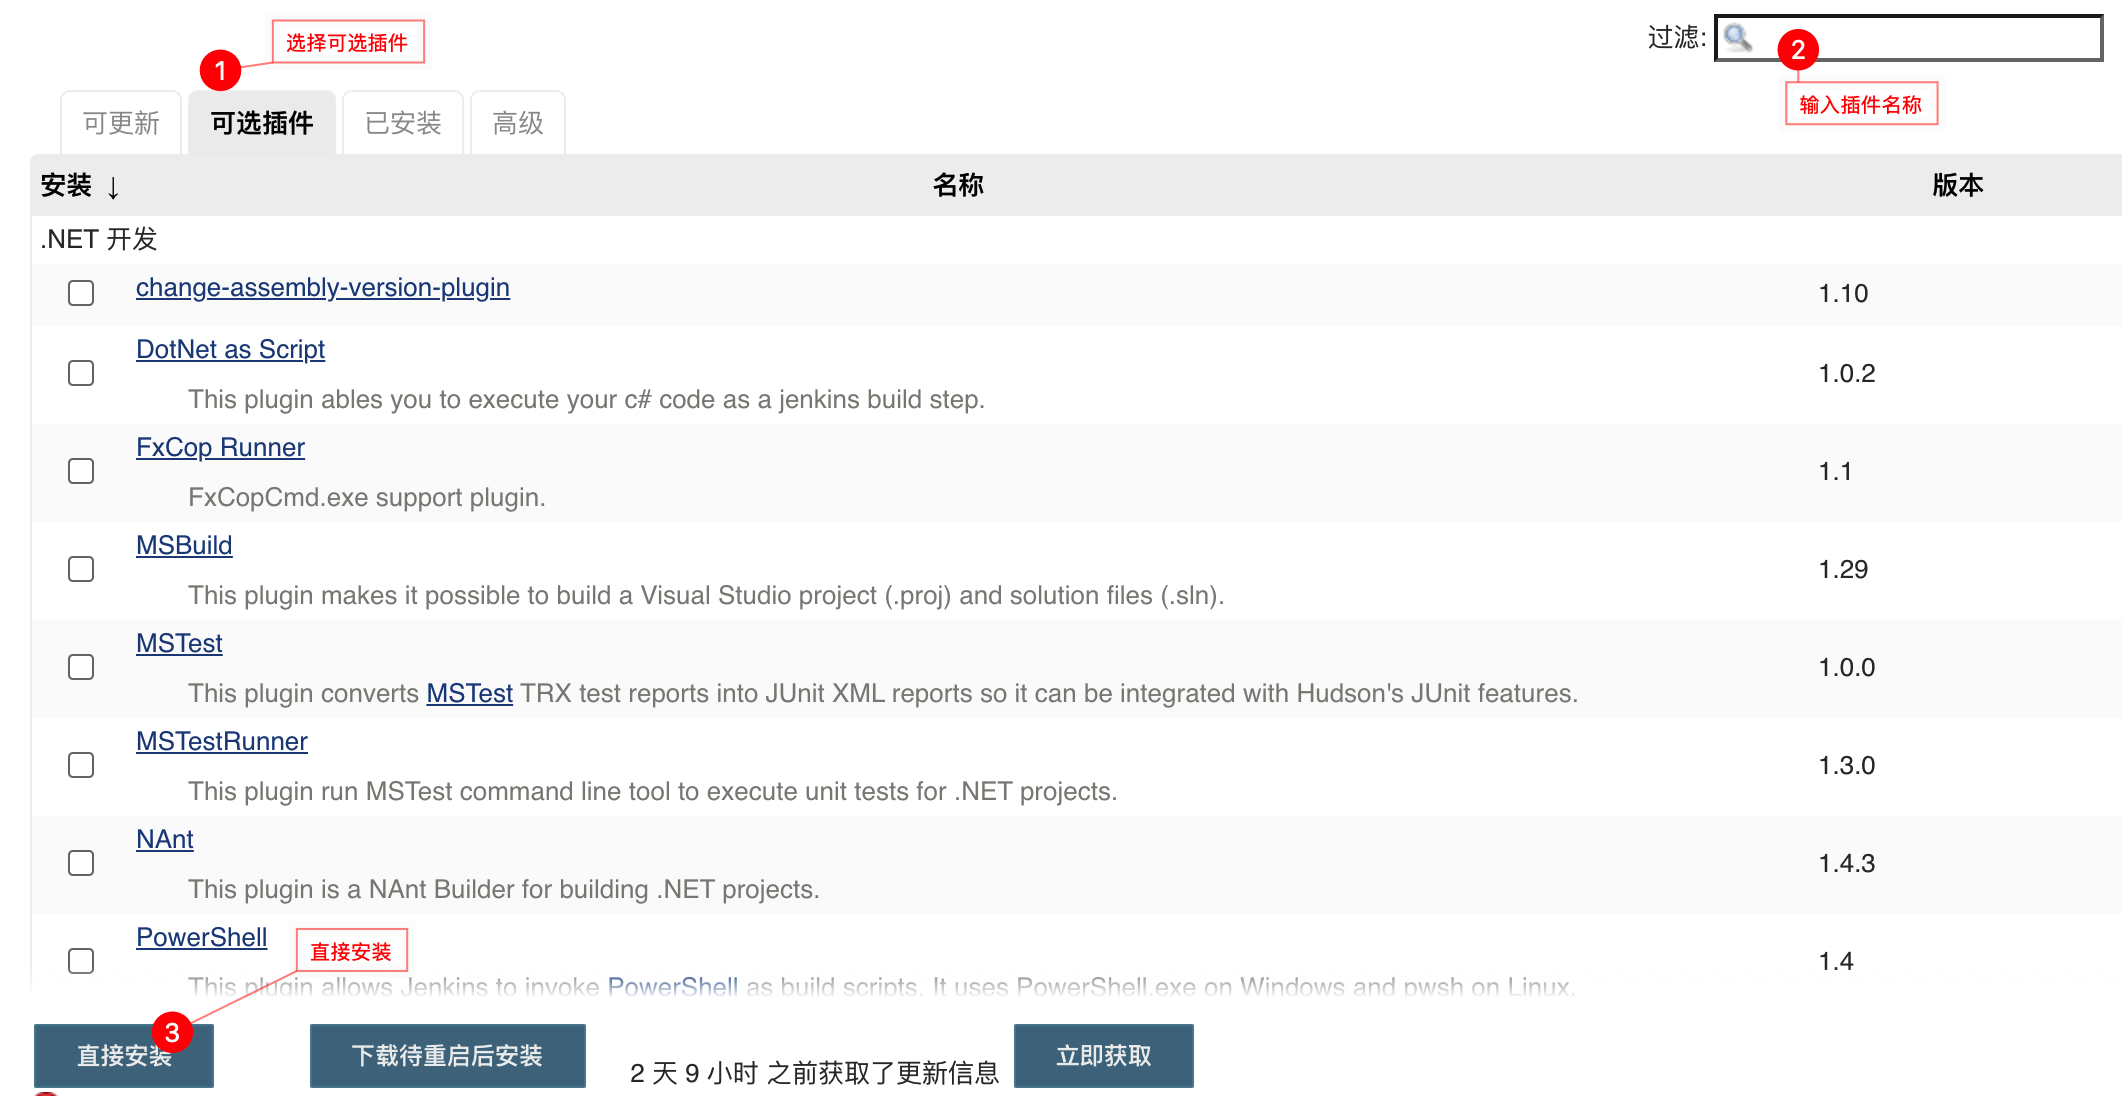 选择可选插件
过滤:
1
2
输入插件名称
可更新 可选插件 已安装 高级
安装 ↓ 名称 版本
.NET 开发
change-assembly-version-plugin 1.10
DotNet as Script
This plugin ables you to execute your c# code as a jenkins build step. 1.0.2
FxCop Runner
FxCopCmd.exe support plugin. 1.1
MSBuild
This plugin makes it possible to build a Visual Studio project (.proj) and solution files (.sln). 1.29
MSTest
This plugin converts MSTest TRX test reports into JUnit XML reports so it can be integrated with Hudson's JUnit features. 1.0.0
MSTestRunner
This plugin run MSTest command line tool to execute unit tests for .NET projects. 1.3.0
NAnt
This plugin is a NAnt Builder for building .NET projects. 1.4.3
PowerShell
直接安装
This plugin allows Jenkins to invoke PowerShell as build scripts. It uses PowerShell.exe on Windows and pwsh on Linux. 1.4
3
直接安装 下载待重启后安装 2 天 9 小时 之前获取了更新信息 立即获取